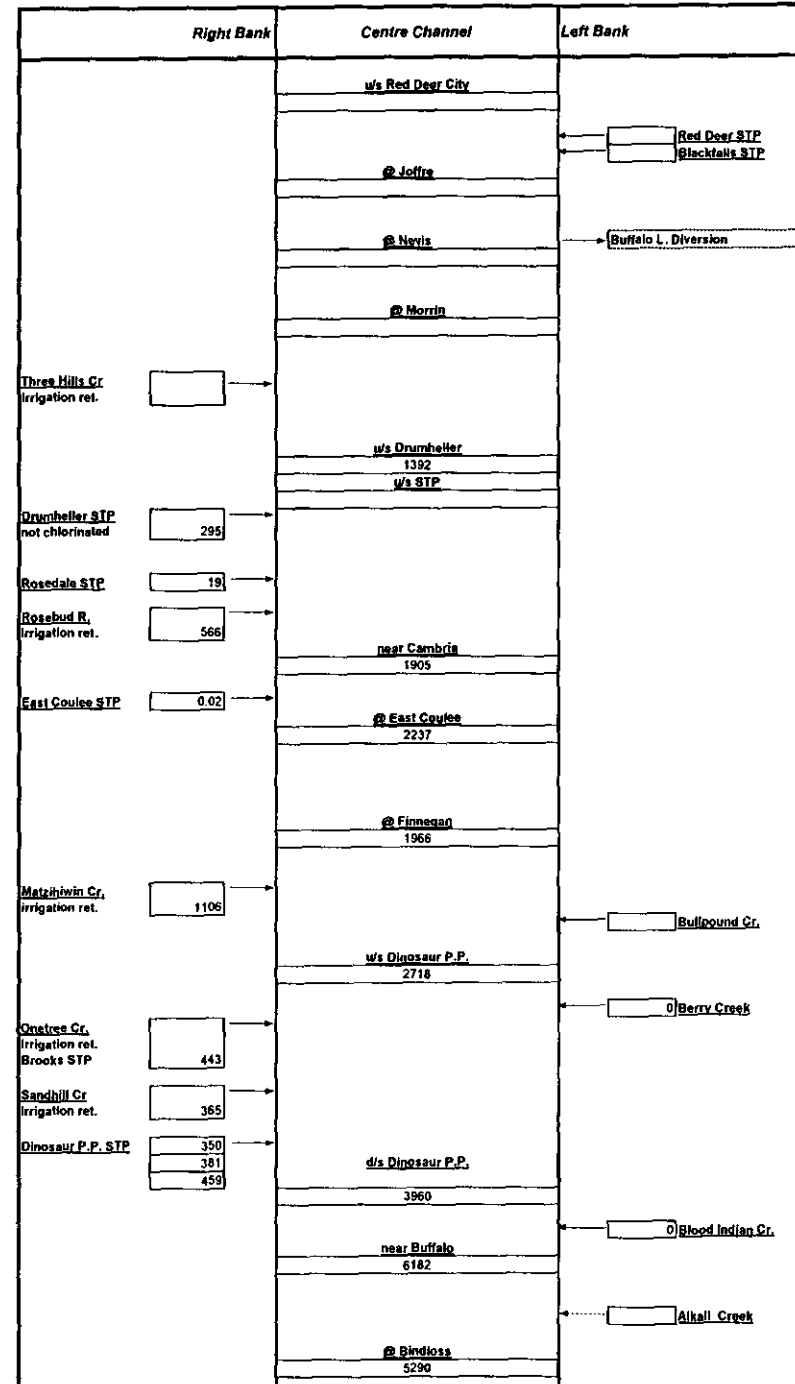 Right Bank Centre Channel Left Bank
u/s Red Deer City
Red Deer STP
Blackfalls STP
@ Joffre
@ Nevis
Buffalo L. Diversion
@ Morrin
Three Hills Cr
Irrigation ret.
u/s Drumheller
1392
u/s STP
Drumheller STP
not chlorinated 295
Rosedale STP 19
Rosebud R.
Irrigation ret. 566
near Cambria
1905
East Coulee STP 0.02
@ East Coulee
2237
@ Finnegan
1966
Matzihiwin Cr.
irrigation ret. 1106
Bullpound Cr.
u/s Dinosaur P.P.
2718
0 Berry Creek
Onetree Cr.
Irrigation ret.
Brooks STP 443
Sandhill Cr
Irrigation ret. 365
Dinosaur P.P. STP 350
381
459
d/s Dinosaur P.P.
3960
0 Blood Indian Cr.
near Buffalo
6182
Alkali Creek
@ Bindloss
5290